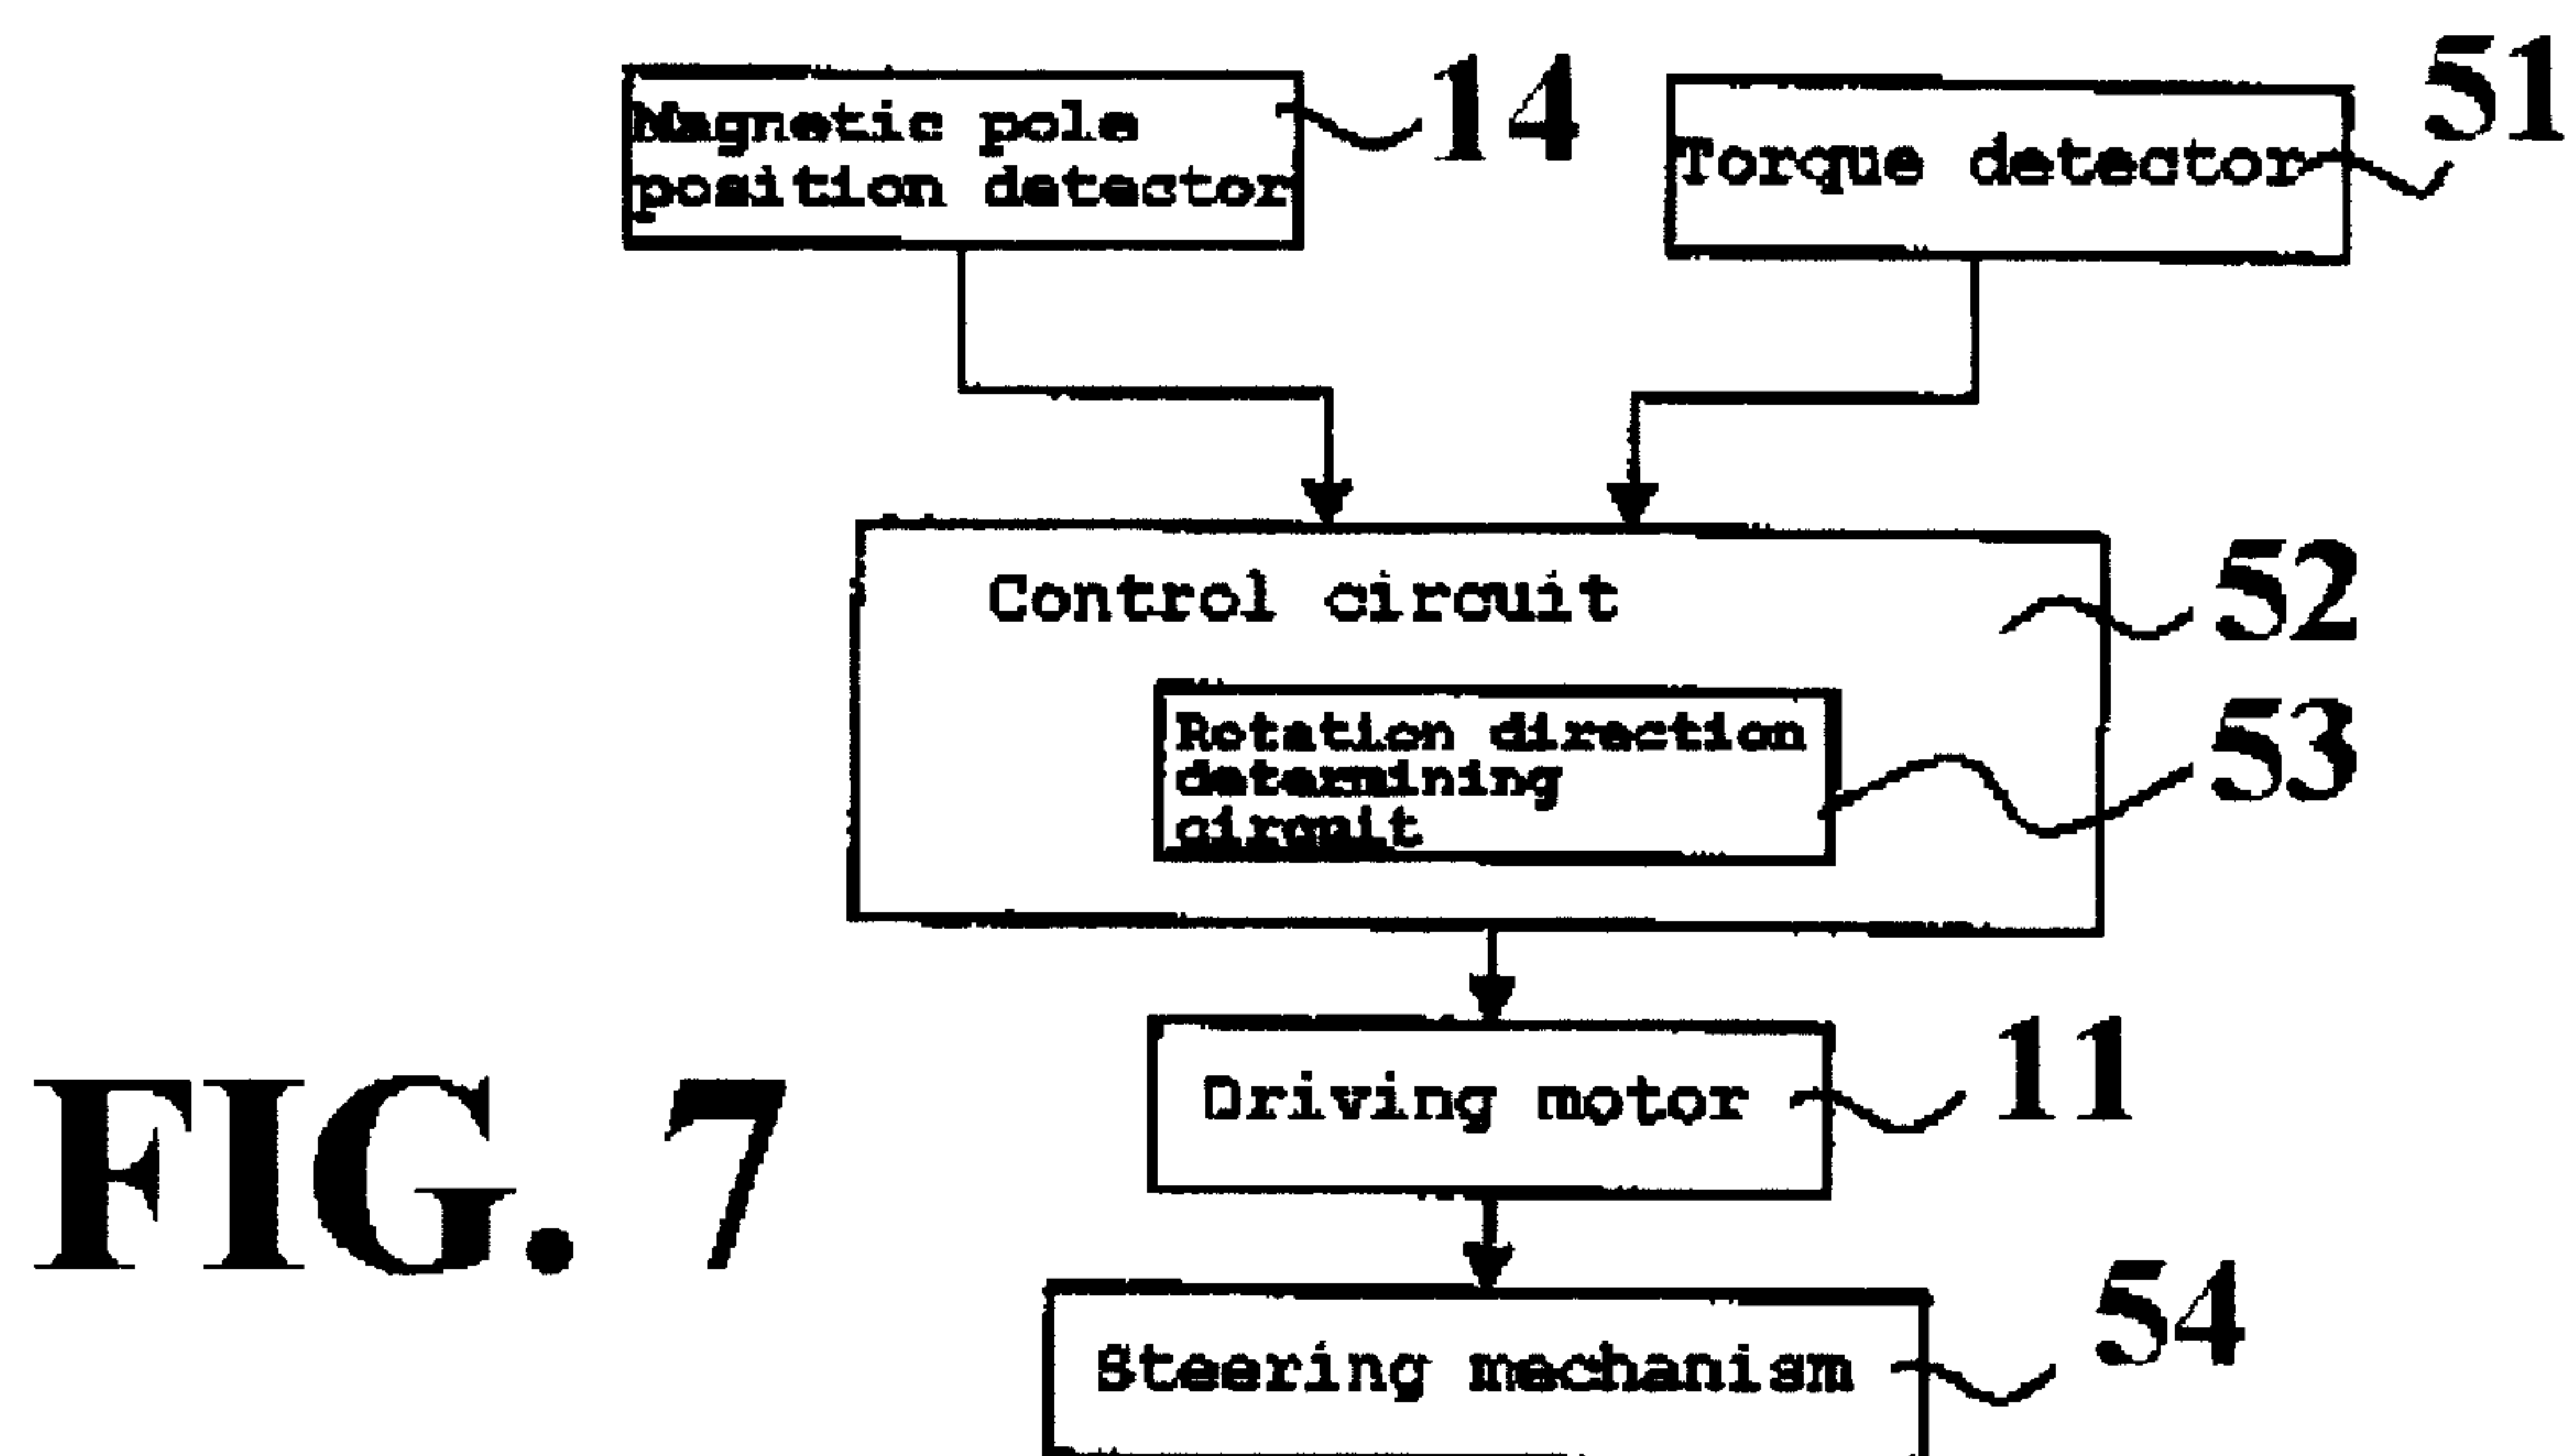 Magnetic pole
position detector
14
Torque detector
51
Control circuit
52
Rotation direction
determining
circuit
53
Driving motor
11
FIG. 7
Steering mechanism
54